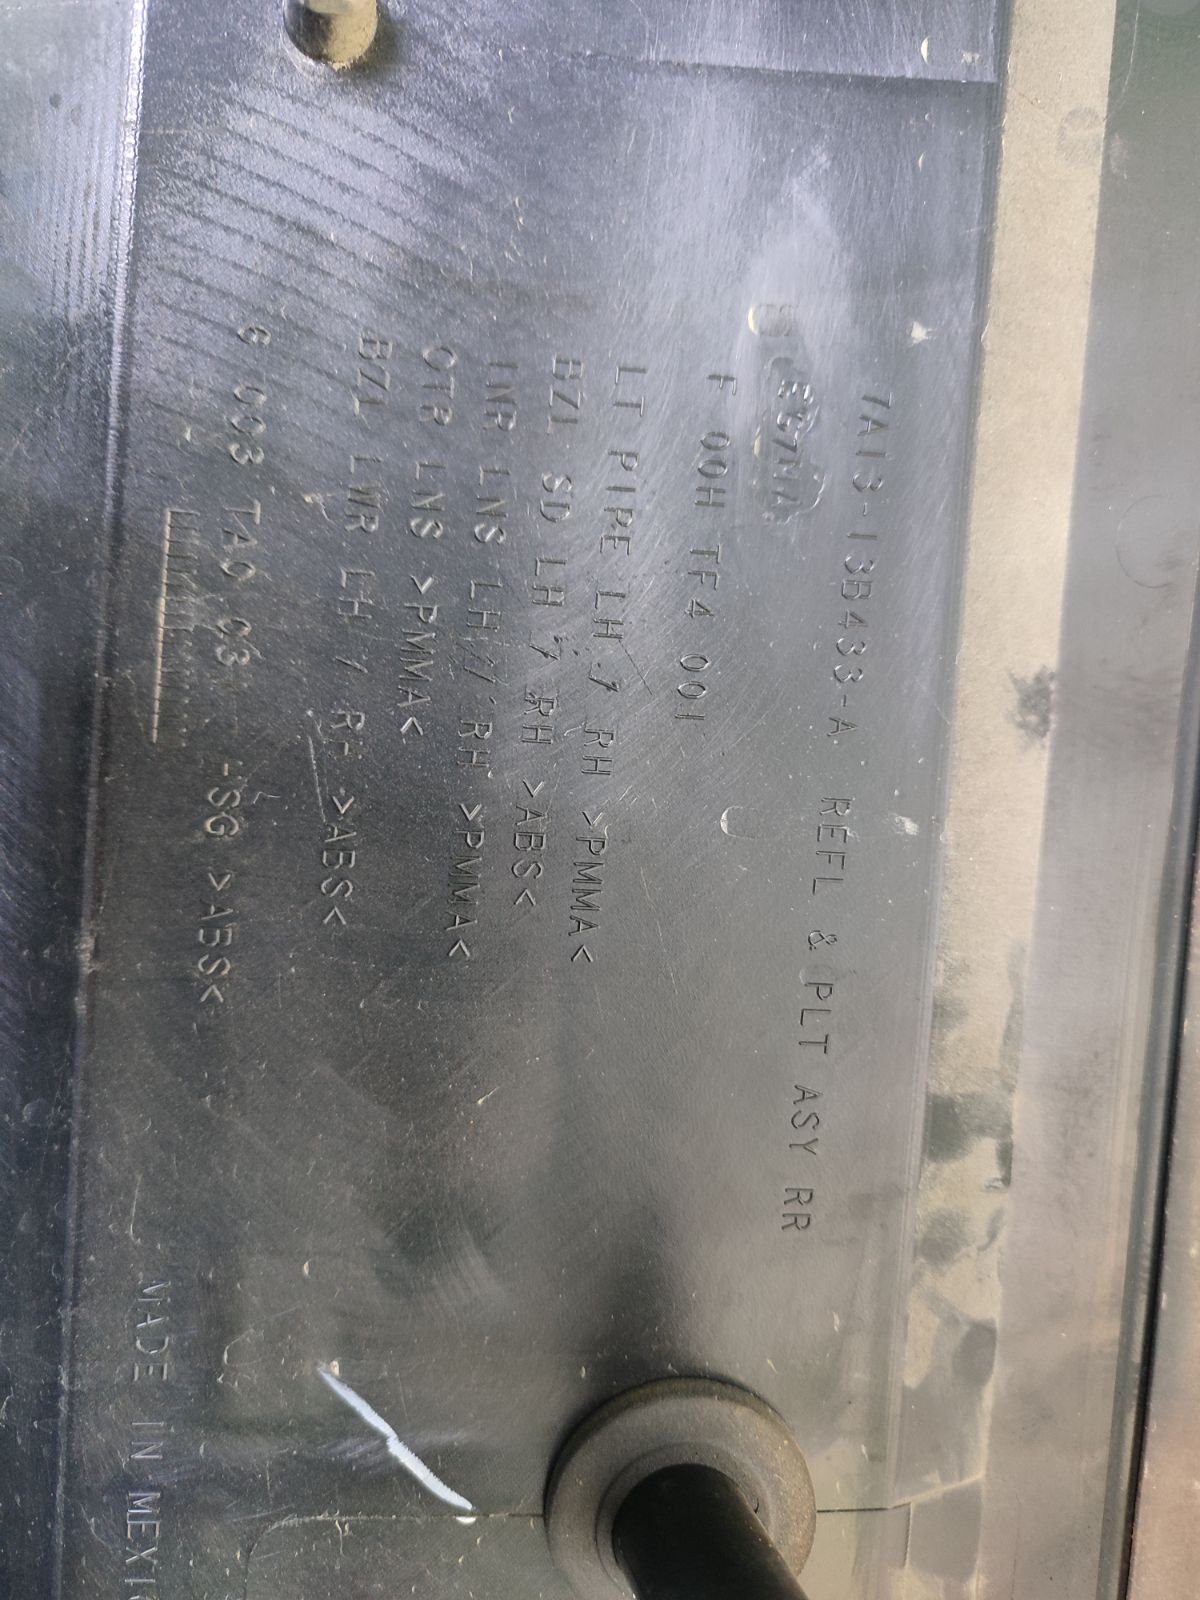 7A13-13B433-A REFL & PLT ASY RR
F 00H TF4 001
LT PIPE LH / RH >PMMA<
BZL SD LH / RH >ABS<
INR LNS LH / RH >PMMA<
OTR LNS >PMMA<
BZL LWR LH / RH >ABS<
6 003 TA0 03 -SG >ABS<
MADE IN MEXI